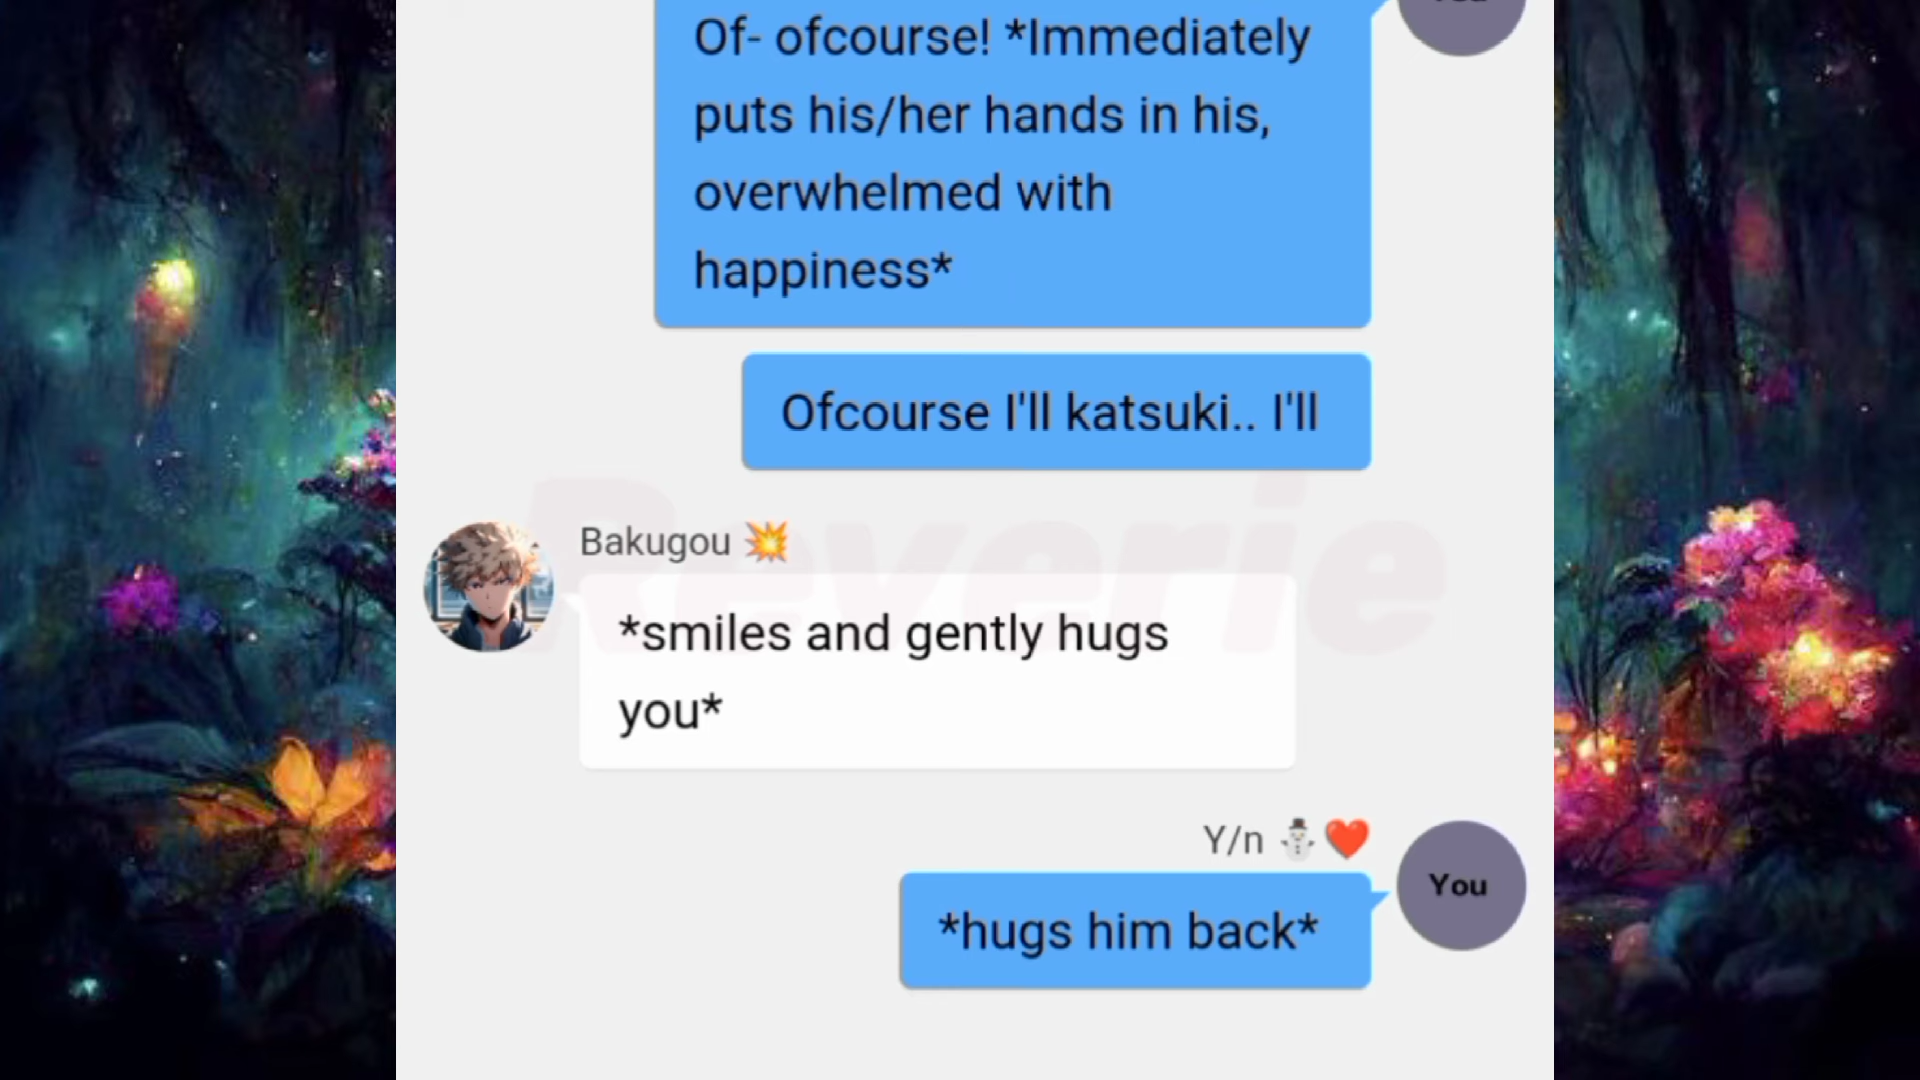 Of- ofcourse! *Immediately
puts his/her hands in his,
overwhelmed with
happiness*
Ofcourse I'll katsuki.. I'll
Reverie
Bakugou 💥
*smiles and gently hugs
you*
Y/n ⛄❤️
You
*hugs him back*